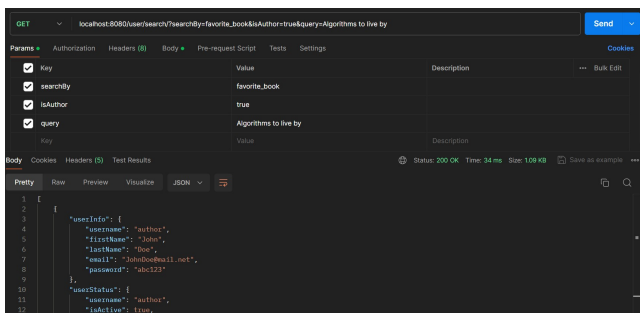 GET localhost:8080/user/search/?searchBy=favorite_book&isAuthor=true&query=Algorithms to live by Send
Params Authorization Headers (8) Body Pre-request Script Tests Settings Cookies
Key Value Description Bulk Edit
searchBy favorite_book
isAuthor true
query Algorithms to live by
Key Value Description
Body Cookies Headers (5) Test Results Status: 200 OK Time: 34 ms Size: 1.09 KB Save as example
Pretty Raw Preview Visualize JSON
1 [
2 {
3 "userInfo": {
4 "username": "author",
5 "firstName": "John",
6 "lastName": "Doe",
7 "email": "JohnDoe@mail.net",
8 "password": "abc123"
9 },
10 "userStatus": {
11 "username": "author",
12 "isActive": true,